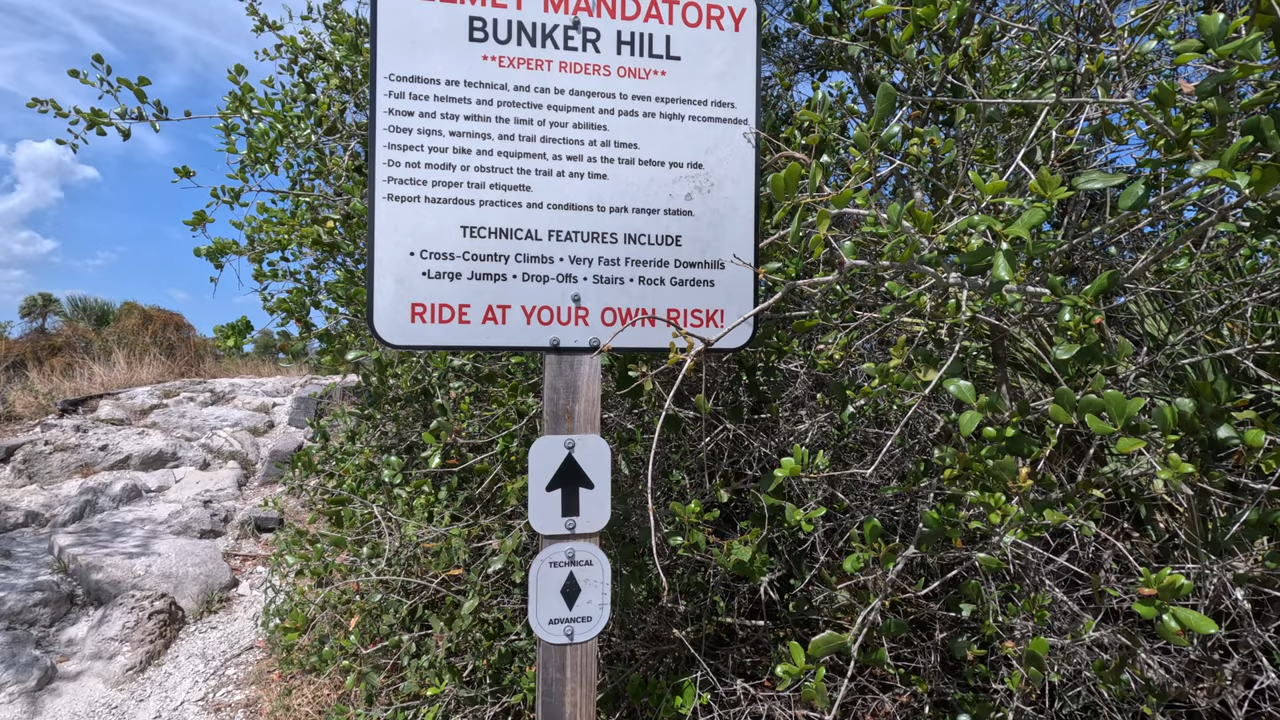 HELMET MANDATORY
BUNKER HILL
**EXPERT RIDERS ONLY**
-Conditions are technical, and can be dangerous to even experienced riders.
-Full face helmets and protective equipment and pads are highly recommended.
-Know and stay within the limit of your abilities.
-Obey signs, warnings, and trail directions at all times.
-Inspect your bike and equipment, as well as the trail before you ride.
-Do not modify or obstruct the trail at any time.
-Practice proper trail etiquette.
-Report hazardous practices and conditions to park ranger station.
TECHNICAL FEATURES INCLUDE
• Cross-Country Climbs • Very Fast Freeride Downhills
•Large Jumps • Drop-Offs • Stairs • Rock Gardens
RIDE AT YOUR OWN RISK!
TECHNICAL
ADVANCED